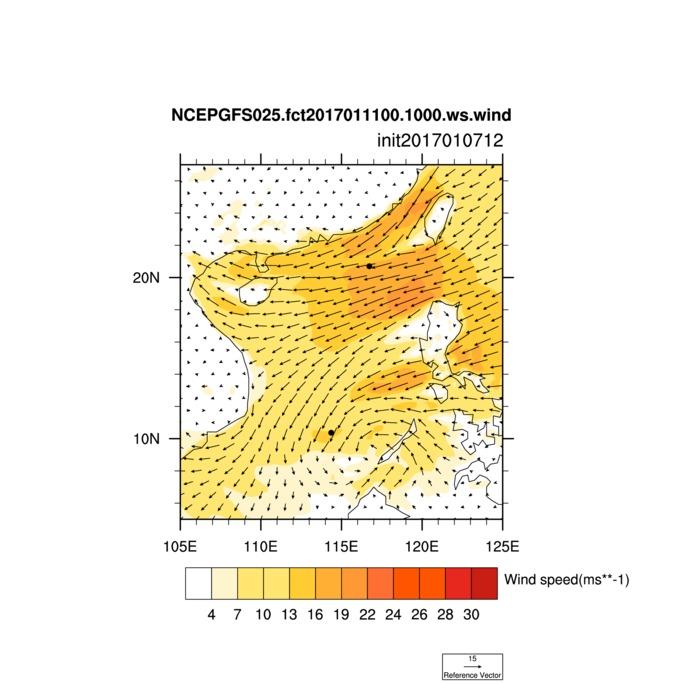 NCEPGFS025.fct2017011100.1000.ws.wind
init2017010712
20N
10N
105E 110E 115E 120E 125E
Wind speed(ms**-1)
4 7 10 13 16 19 22 24 26 28 30
15
Reference Vector